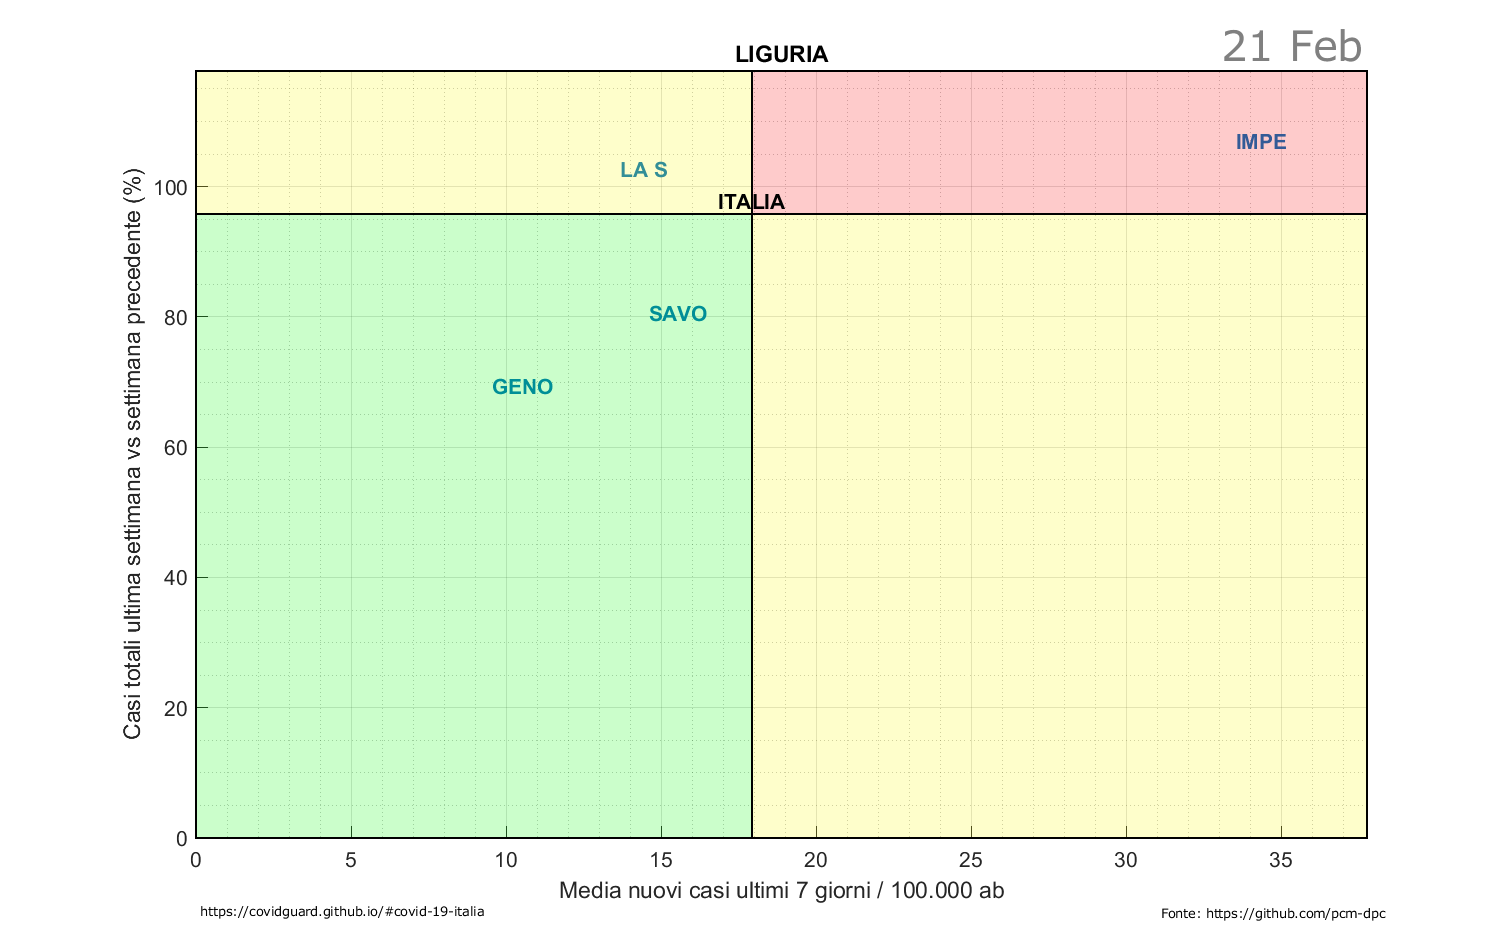 21 Feb
LIGURIA
IMPE
LA S
ITALIA
SAVO
GENO
Casi totali ultima settimana vs settimana precedente (%)
100
80
60
40
20
0
0 5 10 15 20 25 30 35
Media nuovi casi ultimi 7 giorni / 100.000 ab
https://covidguard.github.io/#covid-19-italia
Fonte: https://github.com/pcm-dpc